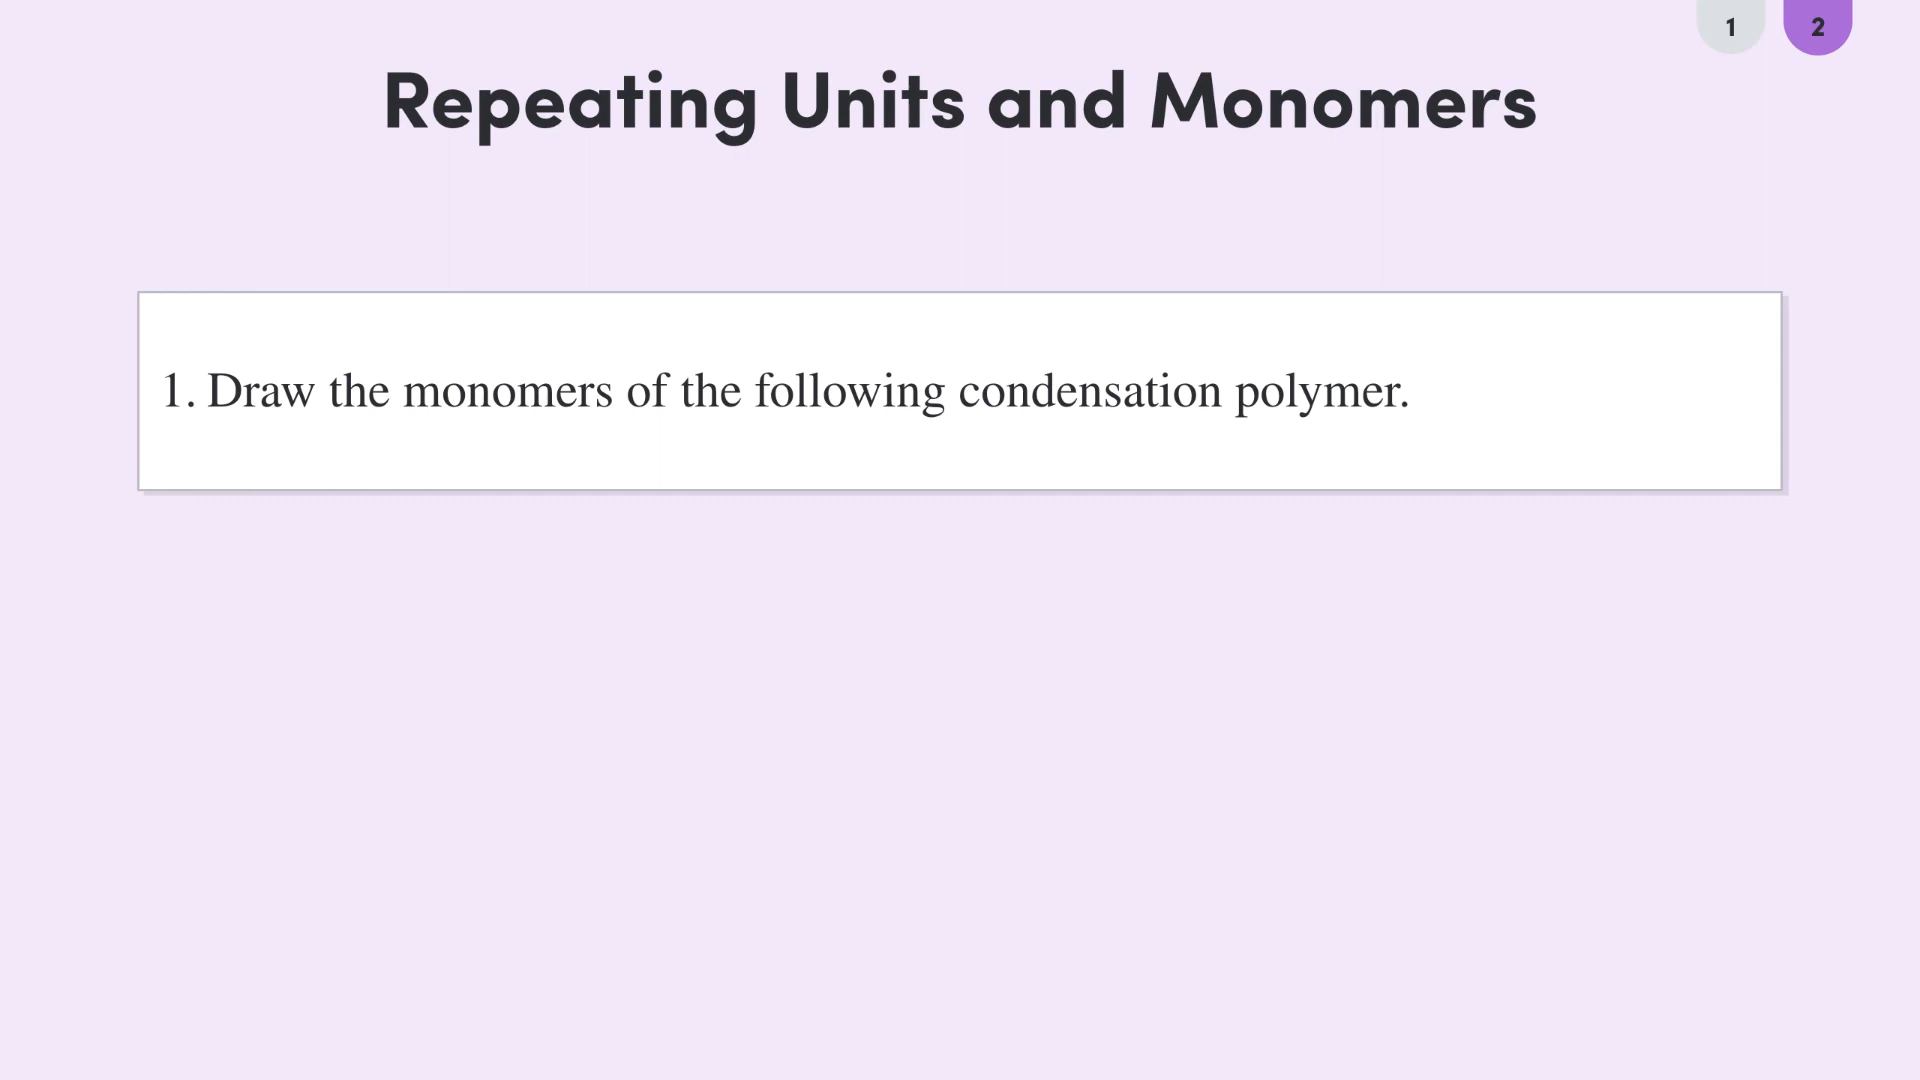 1 2
Repeating Units and Monomers
1. Draw the monomers of the following condensation polymer.